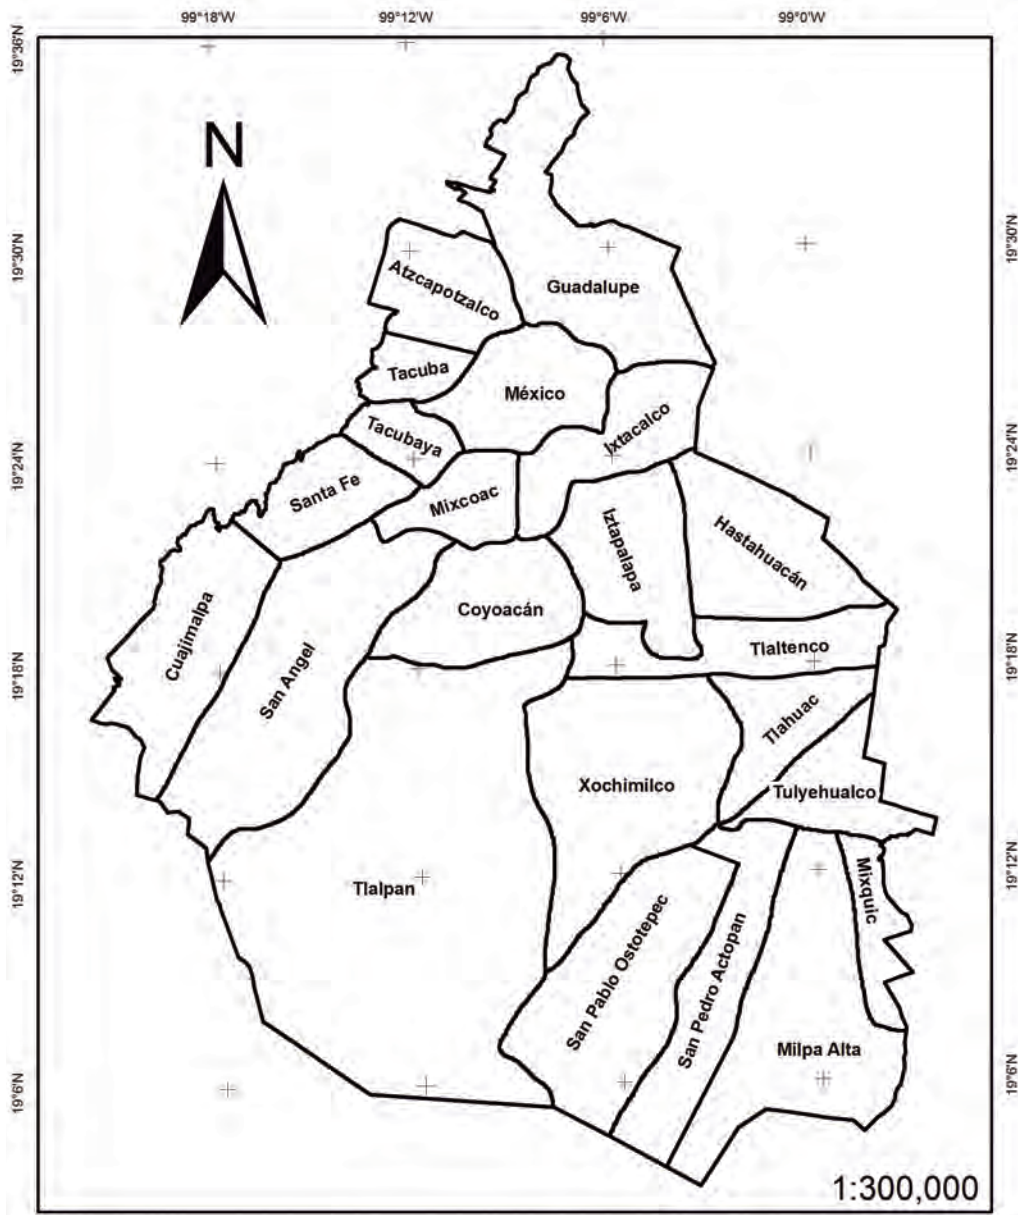 99°18'W 99°12'W 99°6'W 99°0'W
19°36'N
N
19°30'N
19°30'N
Atzcapotzalco
Guadalupe
Tacuba
México
Ixtacalco
Tacubaya
19°24'N
19°24'N
Santa Fe
Mixcoac
Iztapalapa
Hastahuacán
Coyoacán
Cuajimalpa
Tlaltenco
19°18'N
19°18'N
San Angel
Tlahuac
Xochimilco
Tulyehualco
Tlalpan
19°12'N
19°12'N
Mixquic
San Pablo Ostotepec
San Pedro Actopan
Milpa Alta
19°6'N
19°6'N
1:300,000